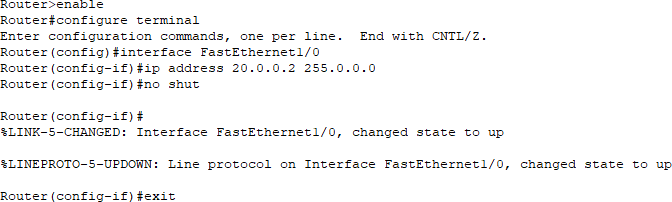 Router>enable
Router#configure terminal
Enter configuration commands, one per line.  End with CNTL/Z.
Router(config)#interface FastEthernet1/0
Router(config-if)#ip address 20.0.0.2 255.0.0.0
Router(config-if)#no shut
Router(config-if)#
%LINK-5-CHANGED: Interface FastEthernet1/0, changed state to up
%LINEPROTO-5-UPDOWN: Line protocol on Interface FastEthernet1/0, changed state to up
Router(config-if)#exit